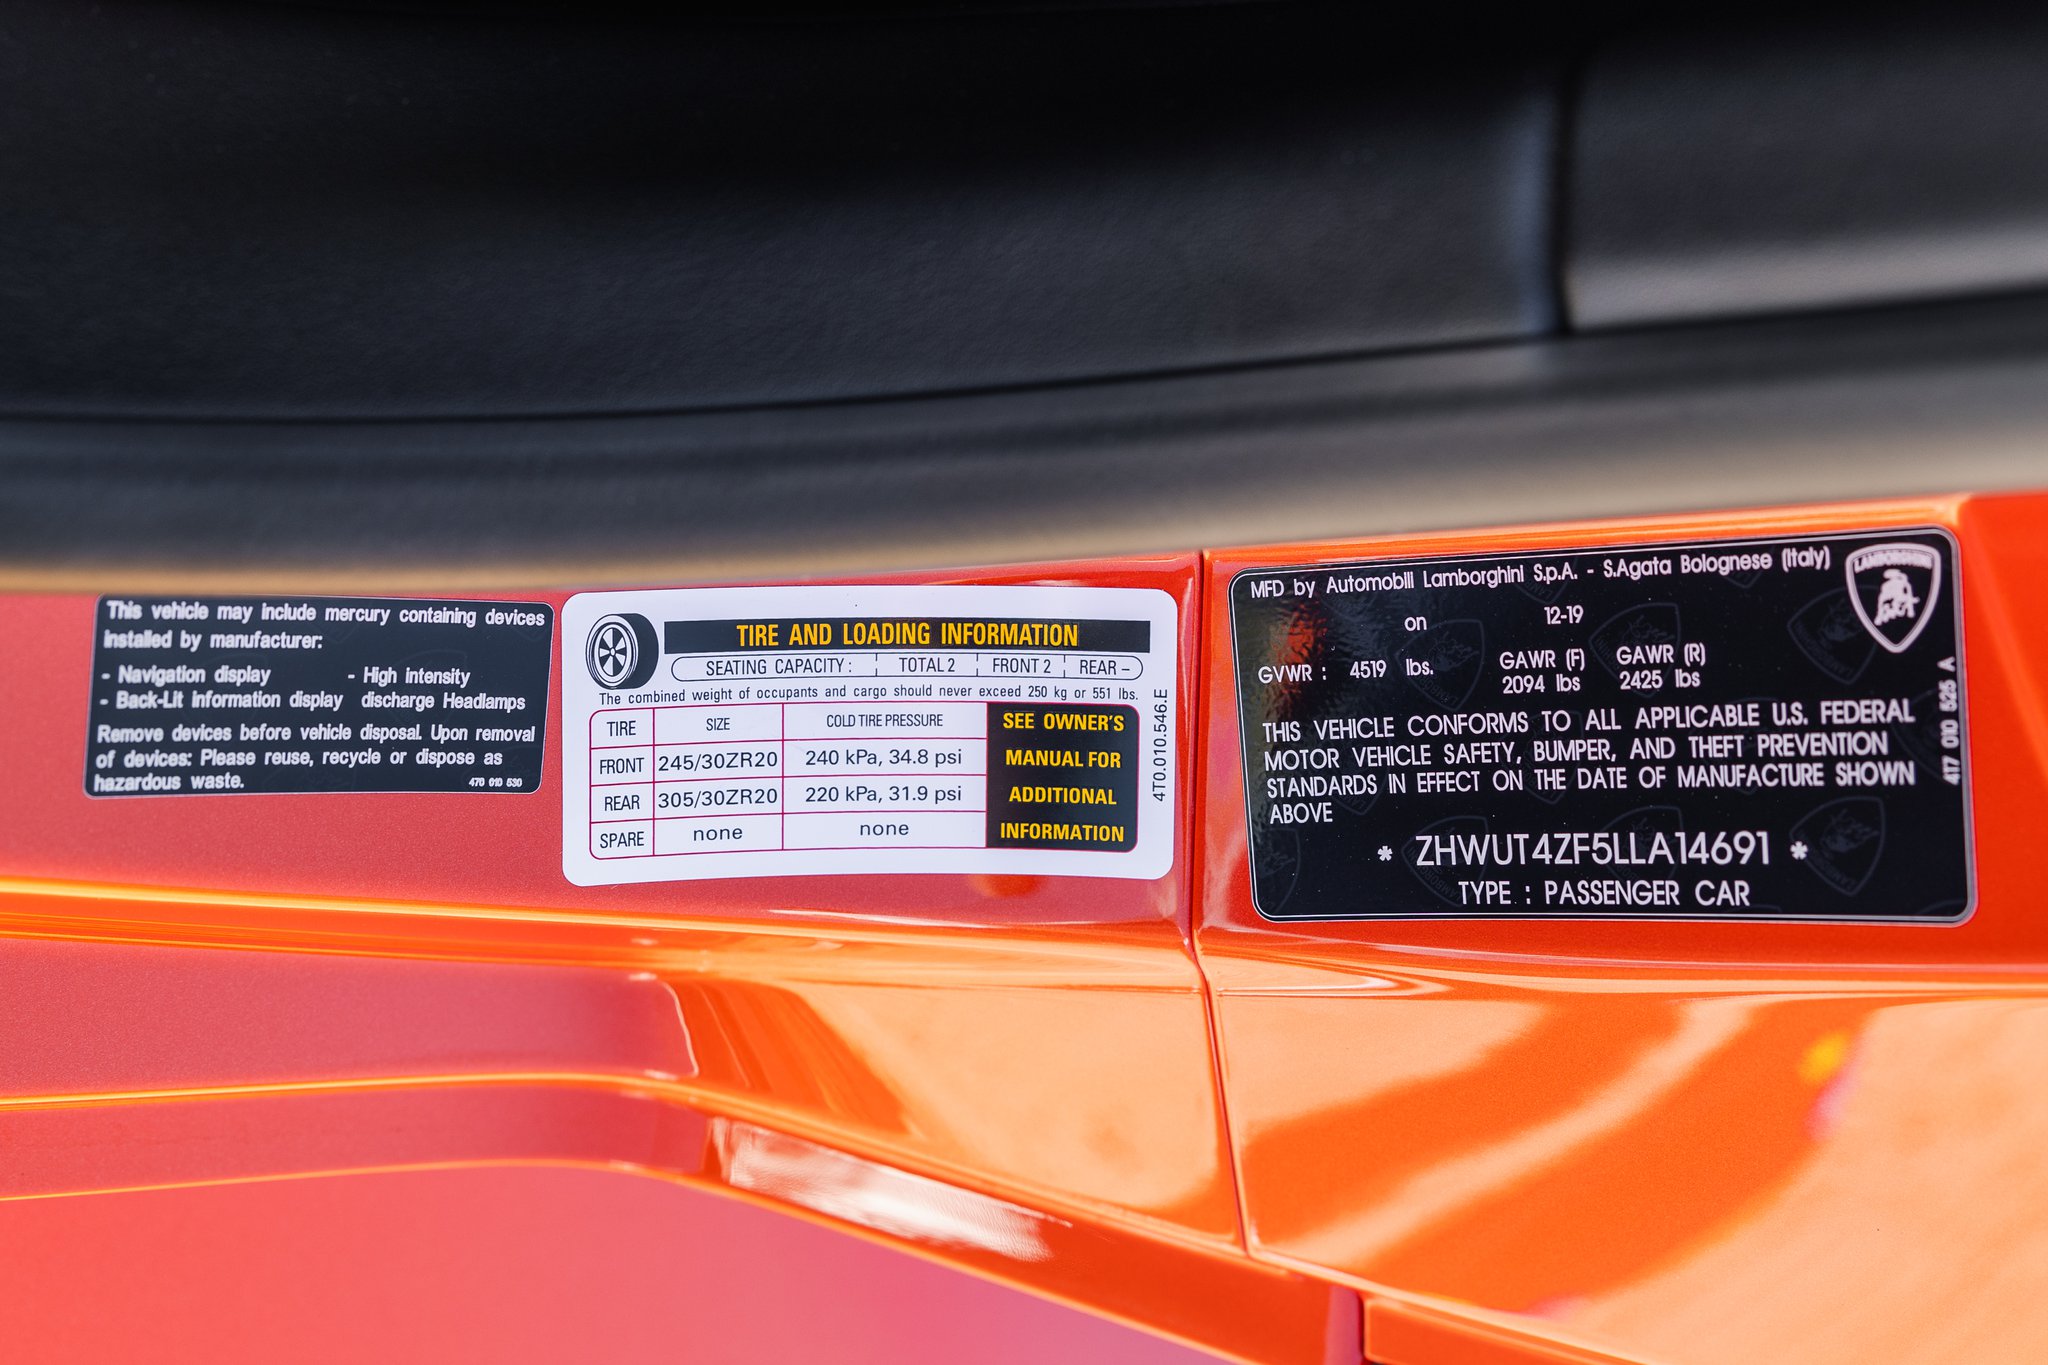 This vehicle may include mercury containing devices
installed by manufacturer:
- Navigation display - High intensity
- Back-Lit information display discharge Headlamps
Remove devices before vehicle disposal. Upon removal
of devices: Please reuse, recycle or dispose as
hazardous waste.
470 010 530
TIRE AND LOADING INFORMATION
SEATING CAPACITY : TOTAL 2 FRONT 2 REAR –
The combined weight of occupants and cargo should never exceed 250 kg or 551 lbs.
TIRE SIZE COLD TIRE PRESSURE
FRONT 245/30ZR20 240 kPa, 34.8 psi
REAR 305/30ZR20 220 kPa, 31.9 psi
SPARE none none
SEE OWNER'S
MANUAL FOR
ADDITIONAL
INFORMATION
4T0.010.546.E
MFD by Automobili Lamborghini S.p.A. - S.Agata Bolognese (Italy)
on 12-19
GVWR : 4519 lbs. GAWR (F) GAWR (R)
2094 lbs 2425 lbs
THIS VEHICLE CONFORMS TO ALL APPLICABLE U.S. FEDERAL
MOTOR VEHICLE SAFETY, BUMPER, AND THEFT PREVENTION
STANDARDS IN EFFECT ON THE DATE OF MANUFACTURE SHOWN
ABOVE
* ZHWUT4ZF5LLA14691 *
TYPE : PASSENGER CAR
LAMBORGHINI
417 010 525 A